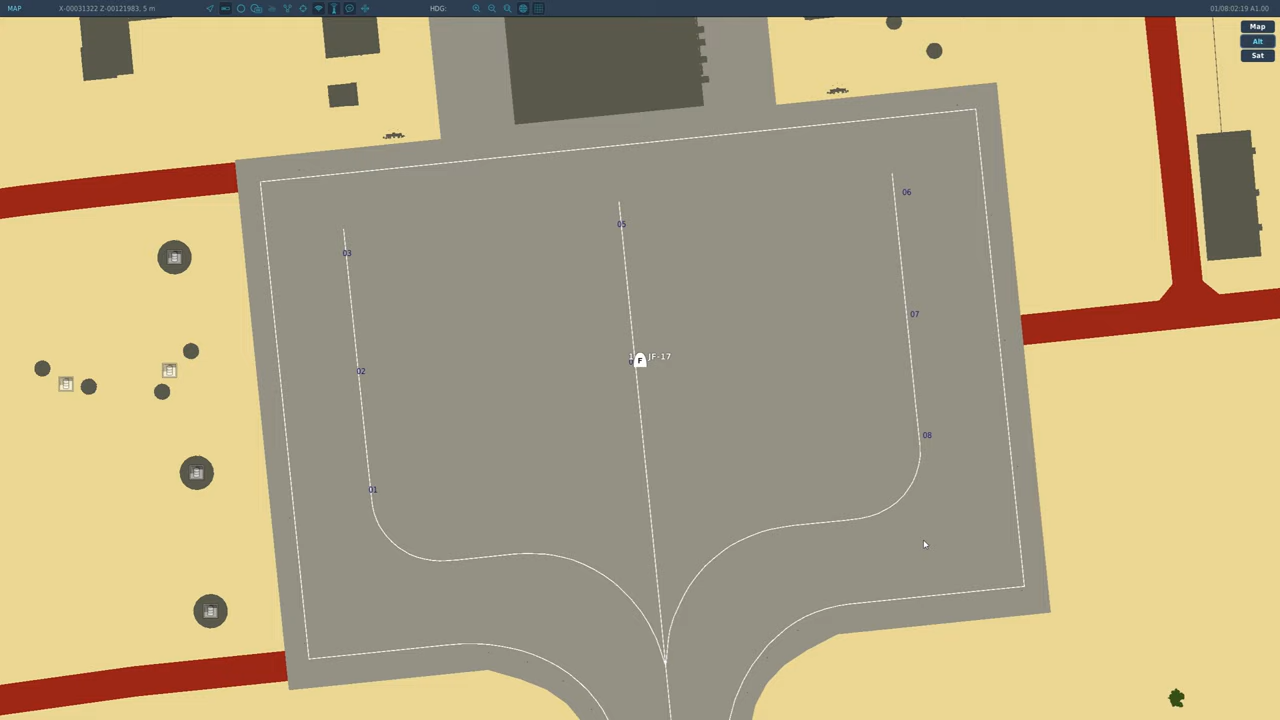 MAP
X-00031322 Z-00121983, 5 m
HDG:
01/08:02:19 A1.00
Map
Alt
Sat
06
05
03
07
JF-17
F
02
08
01